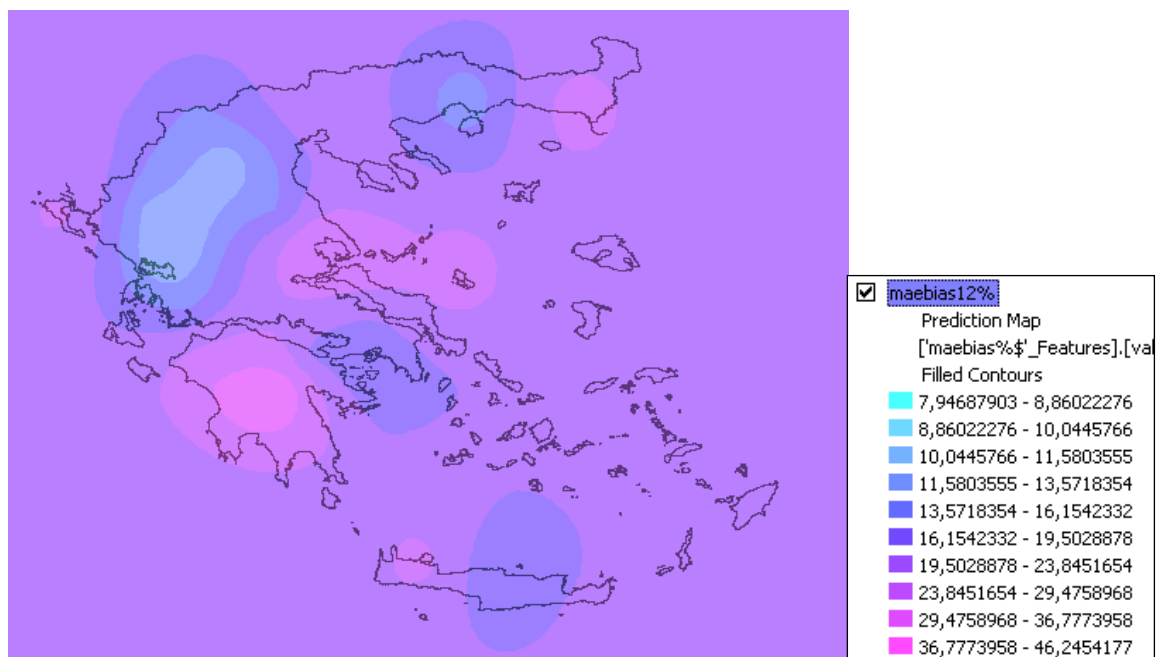 maebias12%
Prediction Map
['maebias%$'_Features].[val
Filled Contours
7,94687903 - 8,86022276
8,86022276 - 10,0445766
10,0445766 - 11,5803555
11,5803555 - 13,5718354
13,5718354 - 16,1542332
16,1542332 - 19,5028878
19,5028878 - 23,8451654
23,8451654 - 29,4758968
29,4758968 - 36,7773958
36,7773958 - 46,2454177